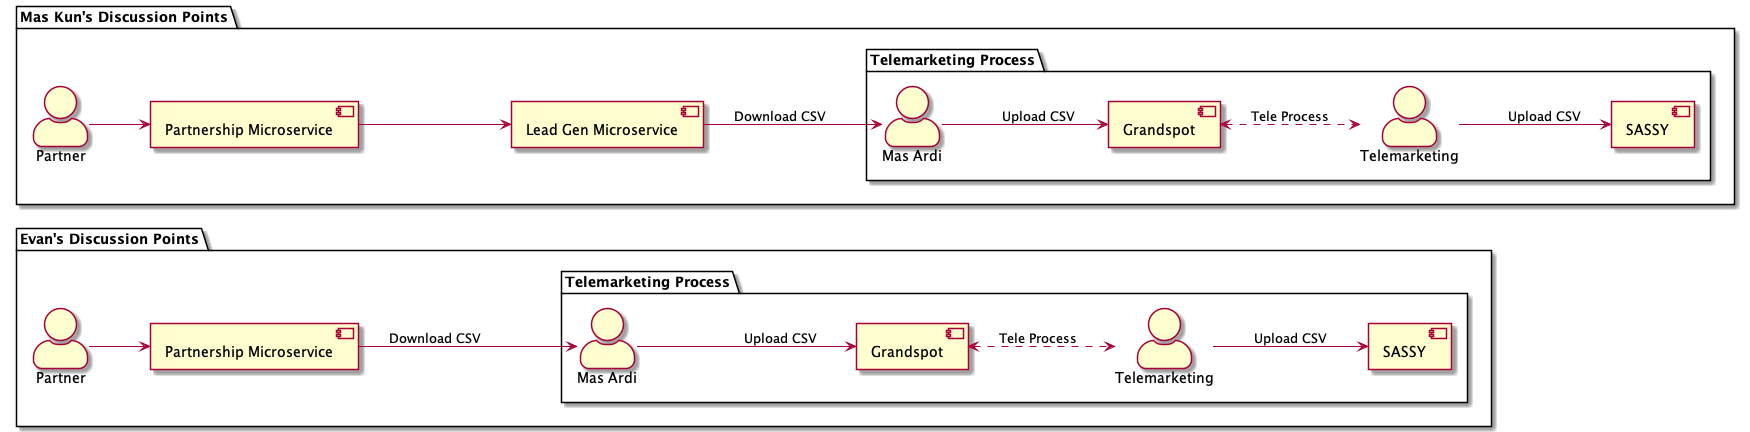 Mas Kun's Discussion Points
Telemarketing Process
Partner
Partnership Microservice
Lead Gen Microservice
Download CSV
Mas Ardi
Upload CSV
Grandspot
Tele Process
Telemarketing
Upload CSV
SASSY
Evan's Discussion Points
Telemarketing Process
Partner
Partnership Microservice
Download CSV
Mas Ardi
Upload CSV
Grandspot
Tele Process
Telemarketing
Upload CSV
SASSY